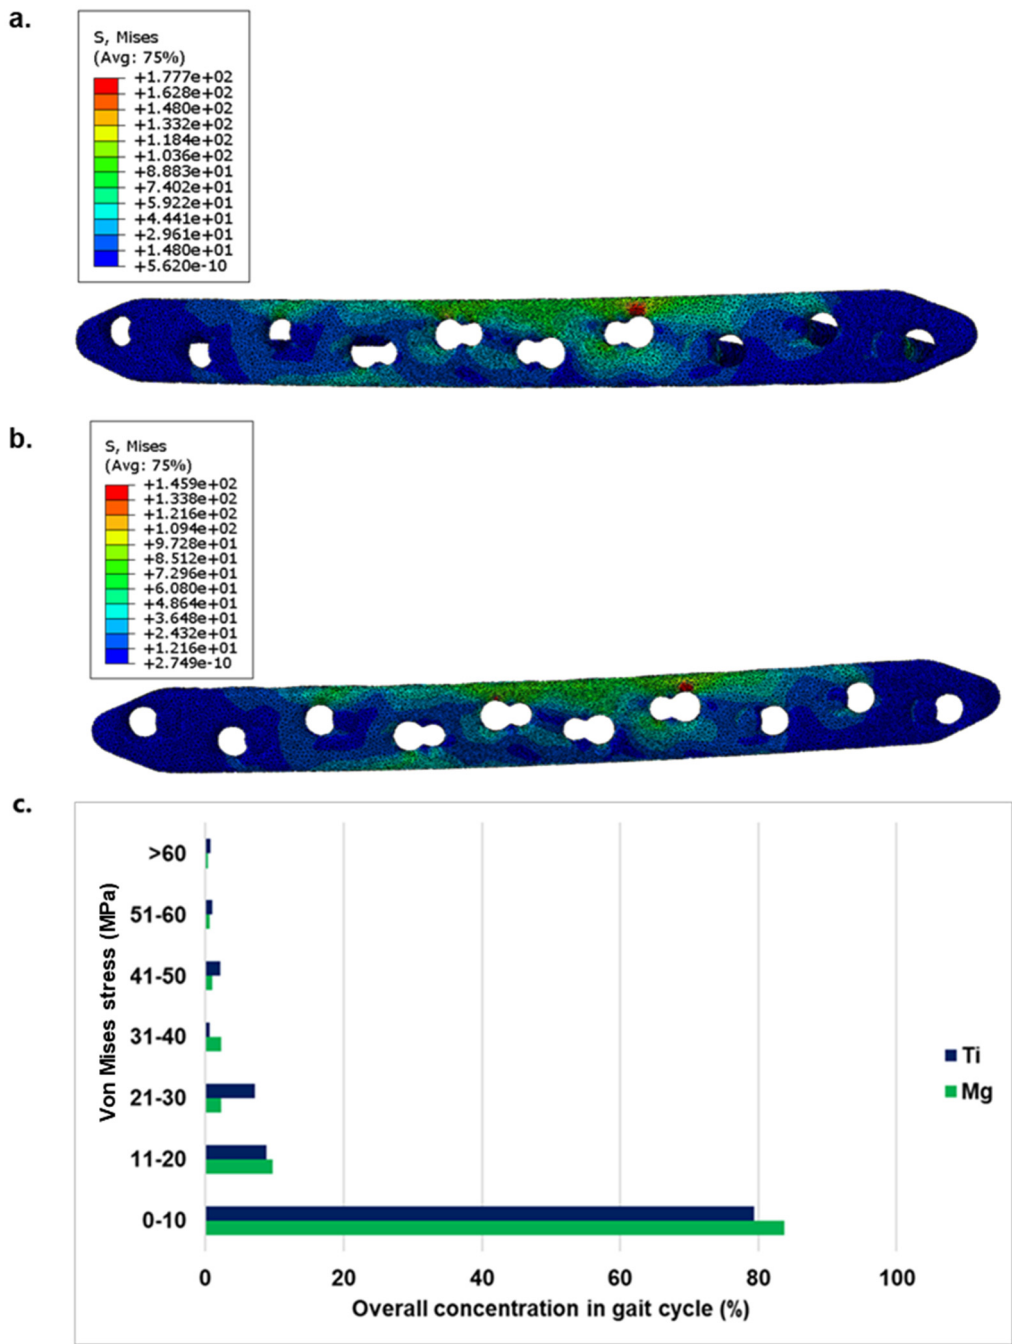 a.
S, Mises
(Avg: 75%)
+1.777e+02
+1.628e+02
+1.480e+02
+1.332e+02
+1.184e+02
+1.036e+02
+8.883e+01
+7.402e+01
+5.922e+01
+4.441e+01
+2.961e+01
+1.480e+01
+5.620e-10
b.
S, Mises
(Avg: 75%)
+1.459e+02
+1.338e+02
+1.216e+02
+1.094e+02
+9.728e+01
+8.512e+01
+7.296e+01
+6.080e+01
+4.864e+01
+3.648e+01
+2.432e+01
+1.216e+01
+2.749e-10
c.
Von Mises stress (MPa)
>60
51-60
41-50
31-40
21-30
11-20
0-10
0 20 40 60 80 100
Overall concentration in gait cycle (%)
Ti
Mg